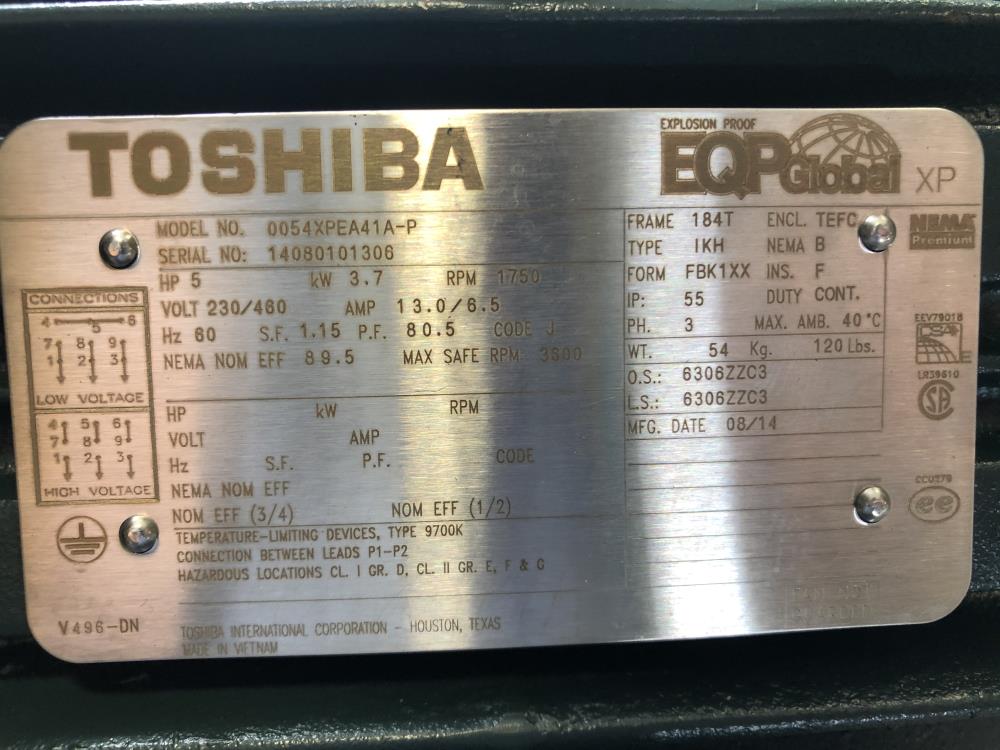 TOSHIBA
EXPLOSION PROOF
EQP Global XP
MODEL NO. 0054XPEA41A-P
SERIAL NO: 14080101306
HP 5 kW 3.7 RPM 1750
VOLT 230/460 AMP 13.0/6.5
Hz 60 S.F. 1.15 P.F. 80.5 CODE J
NEMA NOM EFF 89.5 MAX SAFE RPM 3600
HP kW RPM
VOLT AMP
Hz S.F. P.F. CODE
NEMA NOM EFF
NOM EFF (3/4) NOM EFF (1/2)
TEMPERATURE-LIMITING DEVICES, TYPE 9700K
CONNECTION BETWEEN LEADS P1-P2
HAZARDOUS LOCATIONS CL. I GR. D, CL. II GR. E, F & G
TOSHIBA INTERNATIONAL CORPORATION - HOUSTON, TEXAS
MADE IN VIETNAM
FRAME 184T ENCL. TEFC
TYPE IKH NEMA B
FORM FBK1XX INS. F
IP: 55 DUTY CONT.
PH. 3 MAX. AMB. 40°C
WT. 54 Kg. 120 Lbs.
O.S.: 6306ZZC3
L.S.: 6306ZZC3
MFG. DATE 08/14
NEMA
Premium
EEV79018
CSA
E
LR39610
SA
CC027B
ee
CONNECTIONS
4 5 6
7 8 9
1 2 3
LOW VOLTAGE
4 5 6
7 8 9
1 2 3
HIGH VOLTAGE
V496-DN